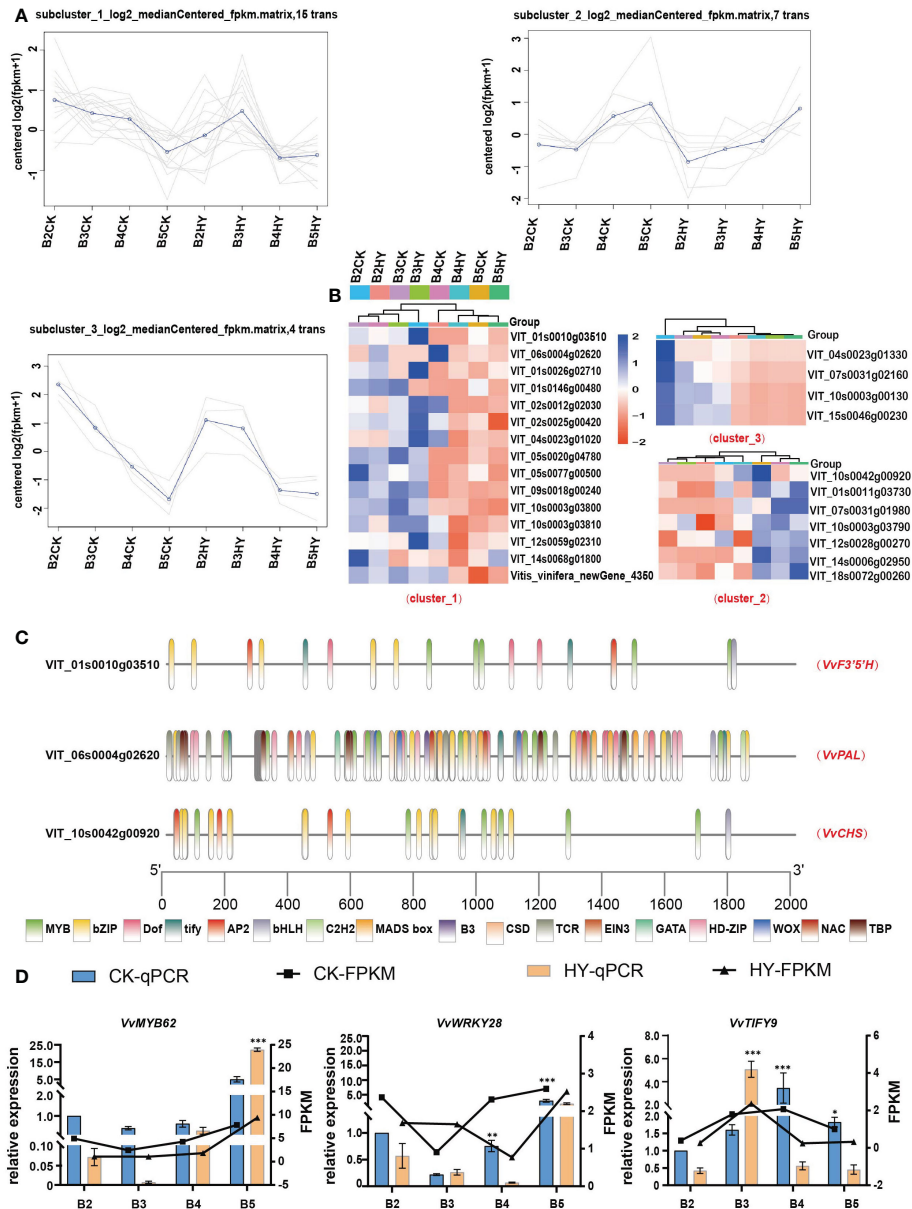 A
subcluster_1_log2_medianCentered_fpkm.matrix,15 trans
centered log2(fpkm+1)
2
1
0
-1
B2CK
B3CK
B4CK
B5CK
B2HY
B3HY
B4HY
B5HY
subcluster_2_log2_medianCentered_fpkm.matrix,7 trans
centered log2(fpkm+1)
3
2
1
0
-1
-2
B2CK
B3CK
B4CK
B5CK
B2HY
B3HY
B4HY
B5HY
subcluster_3_log2_medianCentered_fpkm.matrix,4 trans
centered log2(fpkm+1)
3
2
1
0
-1
-2
B2CK
B3CK
B4CK
B5CK
B2HY
B3HY
B4HY
B5HY
B
B2CK
B2HY
B3CK
B3HY
B4CK
B4HY
B5CK
B5HY
Group
VIT_01s0010g03510
VIT_06s0004g02620
VIT_01s0026g02710
VIT_01s0146g00480
VIT_02s0012g02030
VIT_02s0025g00420
VIT_04s0023g01020
VIT_05s0020g04780
VIT_05s0077g00500
VIT_09s0018g00240
VIT_10s0003g03800
VIT_10s0003g03810
VIT_12s0059g02310
VIT_14s0068g01800
Vitis_vinifera_newGene_4350
(cluster_1)
2
1
0
−1
−2
Group
VIT_04s0023g01330
VIT_07s0031g02160
VIT_10s0003g00130
VIT_15s0046g00230
(cluster_3)
Group
VIT_10s0042g00920
VIT_01s0011g03730
VIT_07s0031g01980
VIT_10s0003g03790
VIT_12s0028g00270
VIT_14s0006g02950
VIT_18s0072g00260
(cluster_2)
C
VIT_01s0010g03510 (VvF3'5'H)
VIT_06s0004g02620 (VvPAL)
VIT_10s0042g00920 (VvCHS)
5' 3'
0 200 400 600 800 1000 1200 1400 1600 1800 2000
MYB bZIP Dof tify AP2 bHLH C2H2 MADS box B3 CSD TCR EIN3 GATA HD-ZIP WOX NAC TBP
D
CK-qPCR CK-FPKM HY-qPCR HY-FPKM
VvMYB62
relative expression
25.0
15.0
5.0
1.0
0.10
0.05
0
25
20
15
10
5
0
-5
FPKM
***
B2 B3 B4 B5
VvWRKY28
relative expression
25.0
20.0
15.0
10.0
5.0
1.0
0.5
0
4
3
2
1
0
FPKM
**
***
B2 B3 B4 B5
VvTIFY9
relative expression
8.0
6.0
4.0
2.0
1.5
1.0
0.5
0
6
4
2
0
-2
FPKM
***
***
*
B2 B3 B4 B5